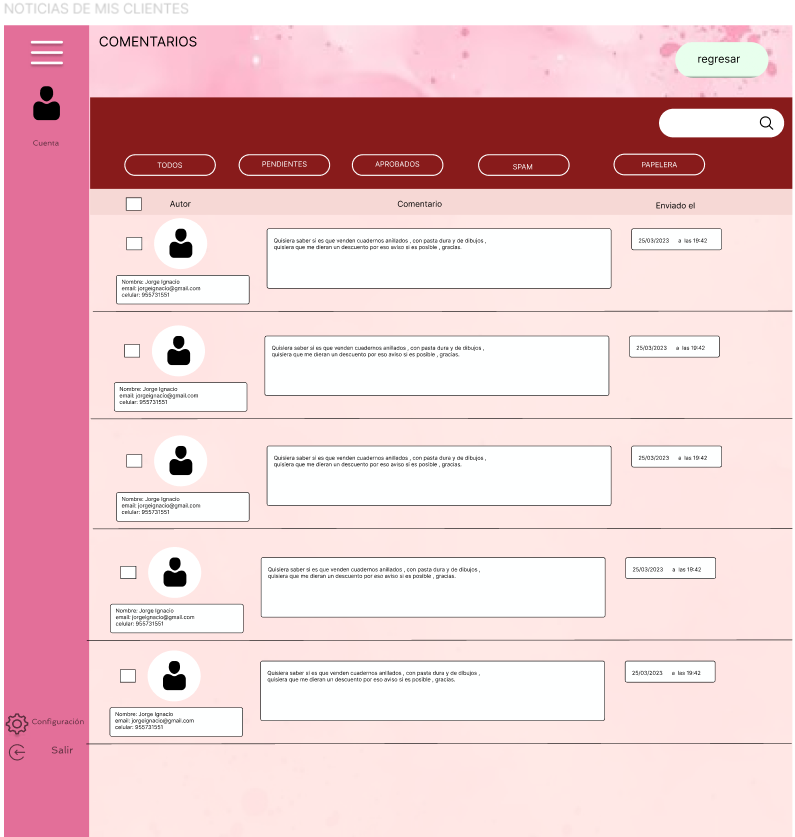 NOTICIAS DE MIS CLIENTES
COMENTARIOS
regresar
Cuenta
TODOS
PENDIENTES
APROBADOS
SPAM
PAPELERA
Autor
Comentario
Enviado el
Quisiera saber si es que venden cuadernos anillados , con pasta dura y de dibujos ,
quisiera que me dieran un descuento por eso aviso si es posible , gracias.
25/03/2023 a las 19:42
Nombre: Jorge Ignacio
email: jorgeignacio@gmail.com
celular: 955731551
Quisiera saber si es que venden cuadernos anillados , con pasta dura y de dibujos ,
quisiera que me dieran un descuento por eso aviso si es posible , gracias.
25/03/2023 a las 19:42
Nombre: Jorge Ignacio
email: jorgeignacio@gmail.com
celular: 955731551
Quisiera saber si es que venden cuadernos anillados , con pasta dura y de dibujos ,
quisiera que me dieran un descuento por eso aviso si es posible , gracias.
25/03/2023 a las 19:42
Nombre: Jorge Ignacio
email: jorgeignacio@gmail.com
celular: 955731551
Quisiera saber si es que venden cuadernos anillados , con pasta dura y de dibujos ,
quisiera que me dieran un descuento por eso aviso si es posible , gracias.
25/03/2023 a las 19:42
Nombre: Jorge Ignacio
email: jorgeignacio@gmail.com
celular: 955731551
Quisiera saber si es que venden cuadernos anillados , con pasta dura y de dibujos ,
quisiera que me dieran un descuento por eso aviso si es posible , gracias.
25/03/2023 a las 19:42
Nombre: Jorge Ignacio
email: jorgeignacio@gmail.com
celular: 955731551
Configuración
Salir